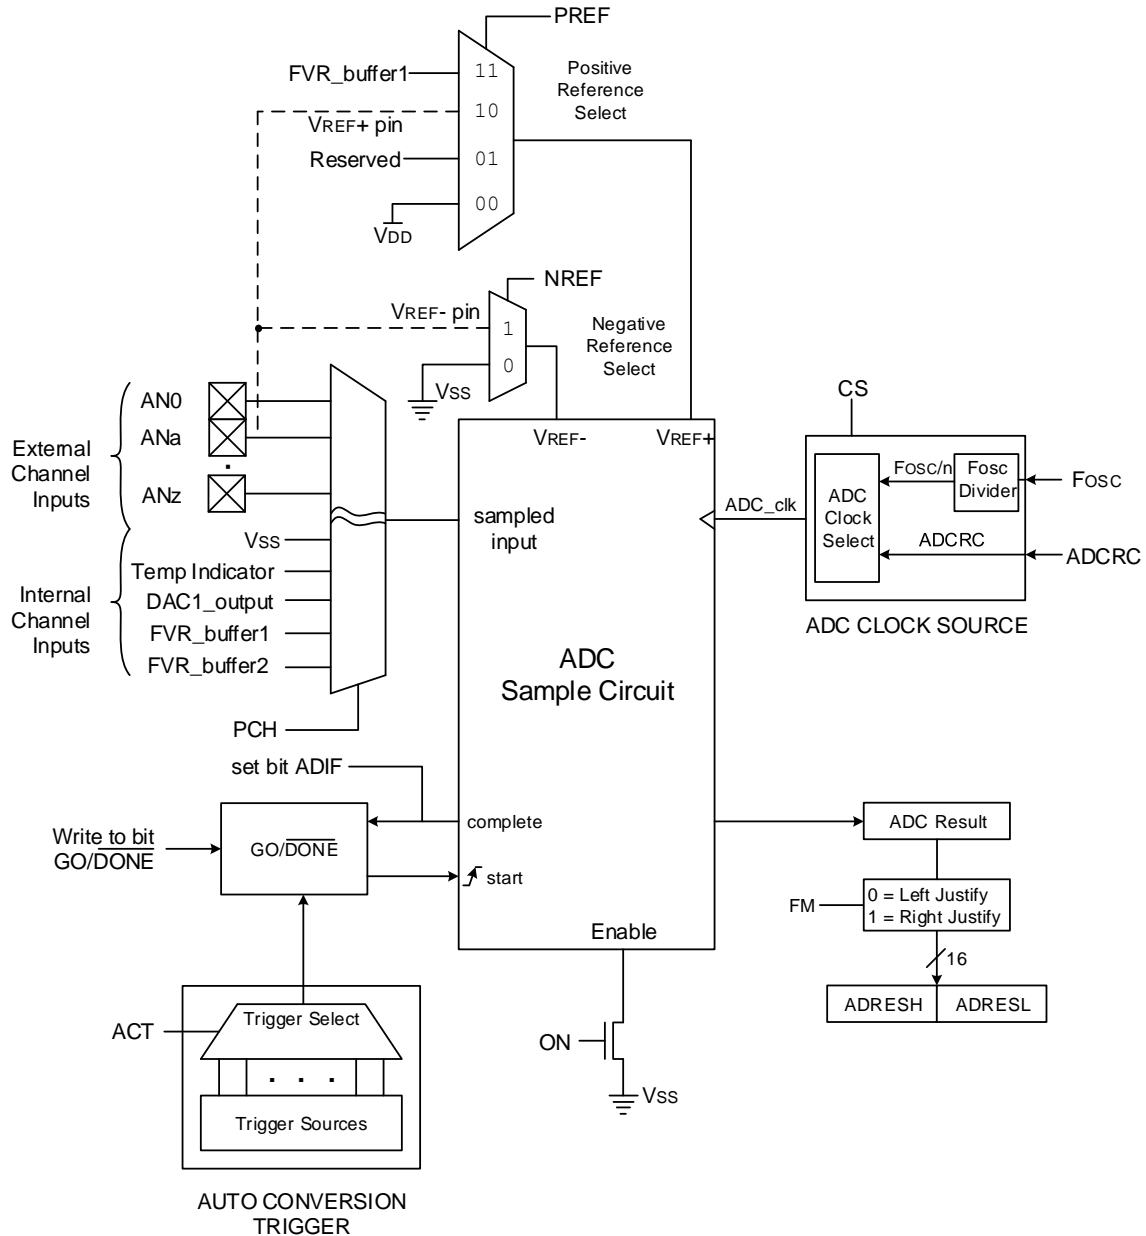 PREF
FVR_buffer1
11
Positive
Reference
Select
10
VREF+ pin
Reserved
01
00
VDD
NREF
VREF- pin
1
Negative
Reference
Select
0
VSS
CS
AN0
ANa
ANz
External
Channel
Inputs
VREF-
VREF+
FOSC/n
Fosc
Divider
FOSC
ADC
Clock
Select
ADC_clk
ADCRC
ADCRC
ADC CLOCK SOURCE
sampled
input
VSS
Temp Indicator
DAC1_output
FVR_buffer1
FVR_buffer2
Internal
Channel
Inputs
ADC
Sample Circuit
PCH
set bit ADIF
Write to bit
GO/DONE
GO/DONE
complete
start
ADC Result
FM
0 = Left Justify
1 = Right Justify
16
ADRESH
ADRESL
Enable
ON
VSS
ACT
Trigger Select
. . .
Trigger Sources
AUTO CONVERSION
TRIGGER